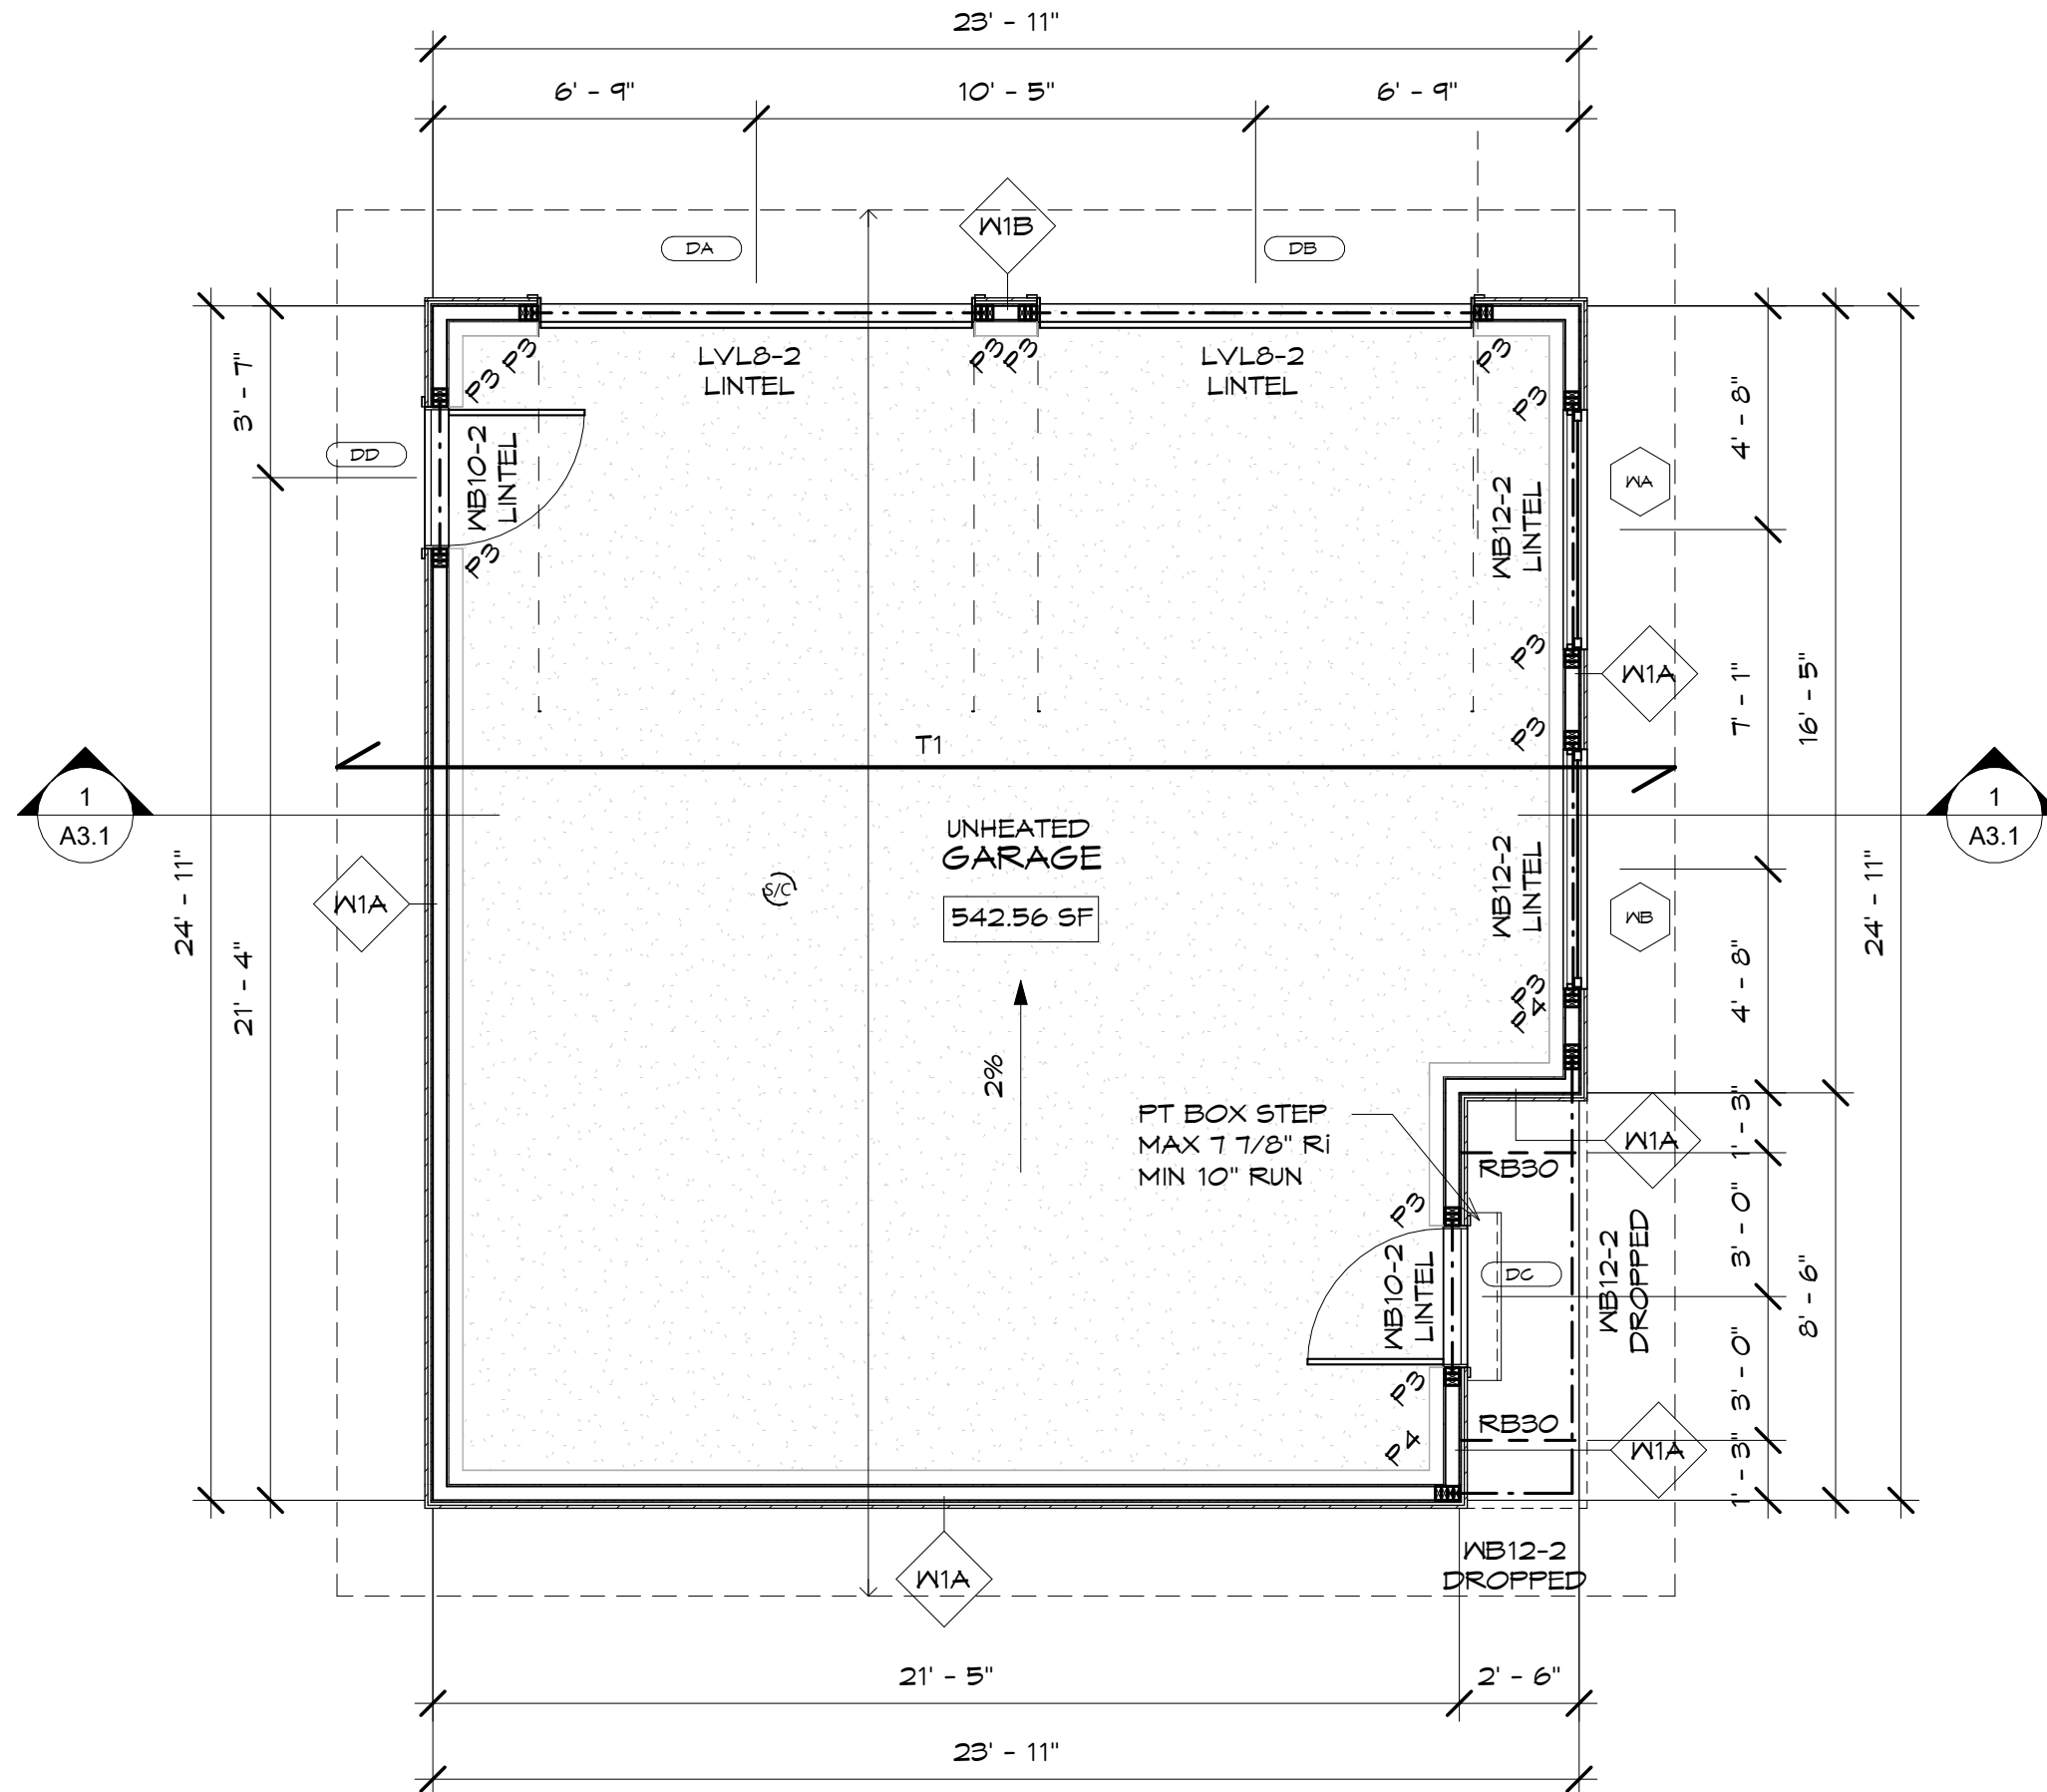 23' - 11"
6' - 9"
10' - 5"
6' - 9"
W1B
DA
DB
P3
P3
P3
P3
LVL8-2
LINTEL
LVL8-2
LINTEL
3' - 7"
P3
P3
4' - 8"
DD
WB10-2
LINTEL
WB12-2
LINTEL
WA
P3
P3
W1A
7' - 1"
16' - 5"
P3
T1
1
A3.1
1
A3.1
UNHEATED
GARAGE
542.56 SF
S/C
WB12-2
LINTEL
24' - 11"
W1A
WB
24' - 11"
21' - 4"
4' - 8"
P3
P4
2%
PT BOX STEP
MAX 7 7/8" Ri
MIN 10" RUN
1' - 3"
W1A
RB30
P3
3' - 0"
WB10-2
LINTEL
DC
WB12-2
DROPPED
8' - 6"
3' - 0"
P3
P4
RB30
W1A
1' - 3"
W1A
WB12-2
DROPPED
21' - 5"
2' - 6"
23' - 11"